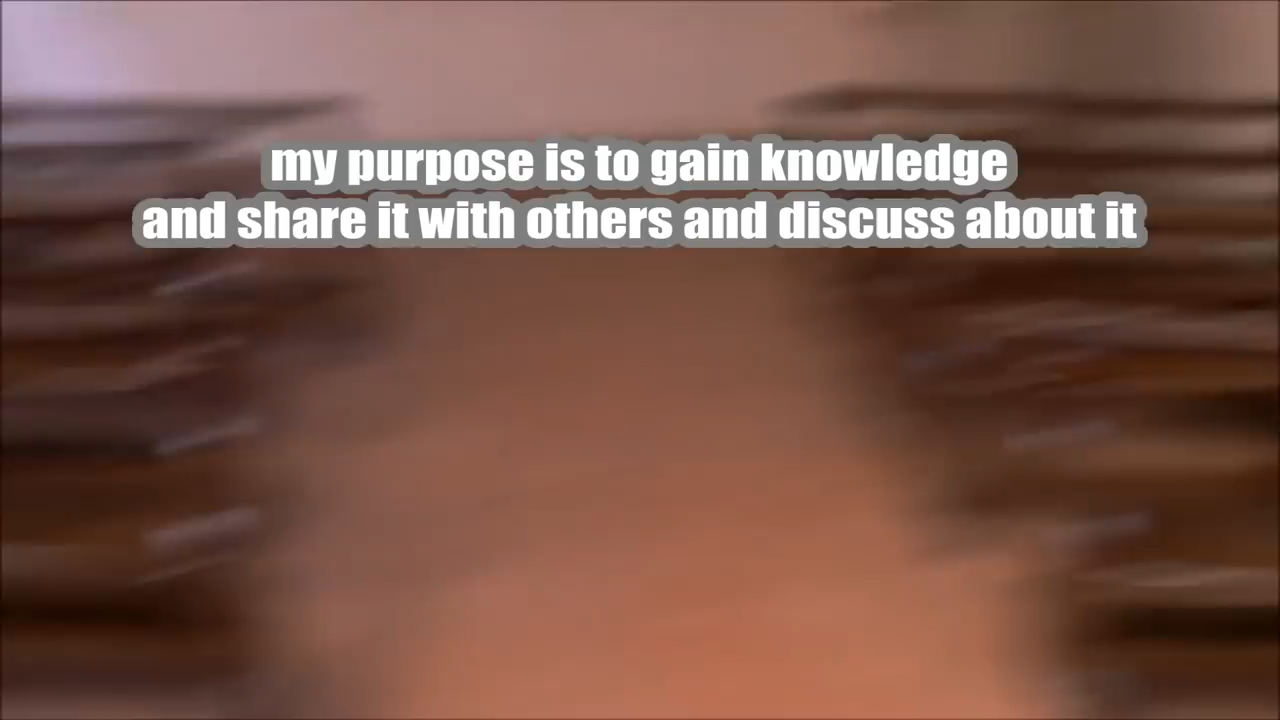 my purpose is to gain knowledge
and share it with others and discuss about it